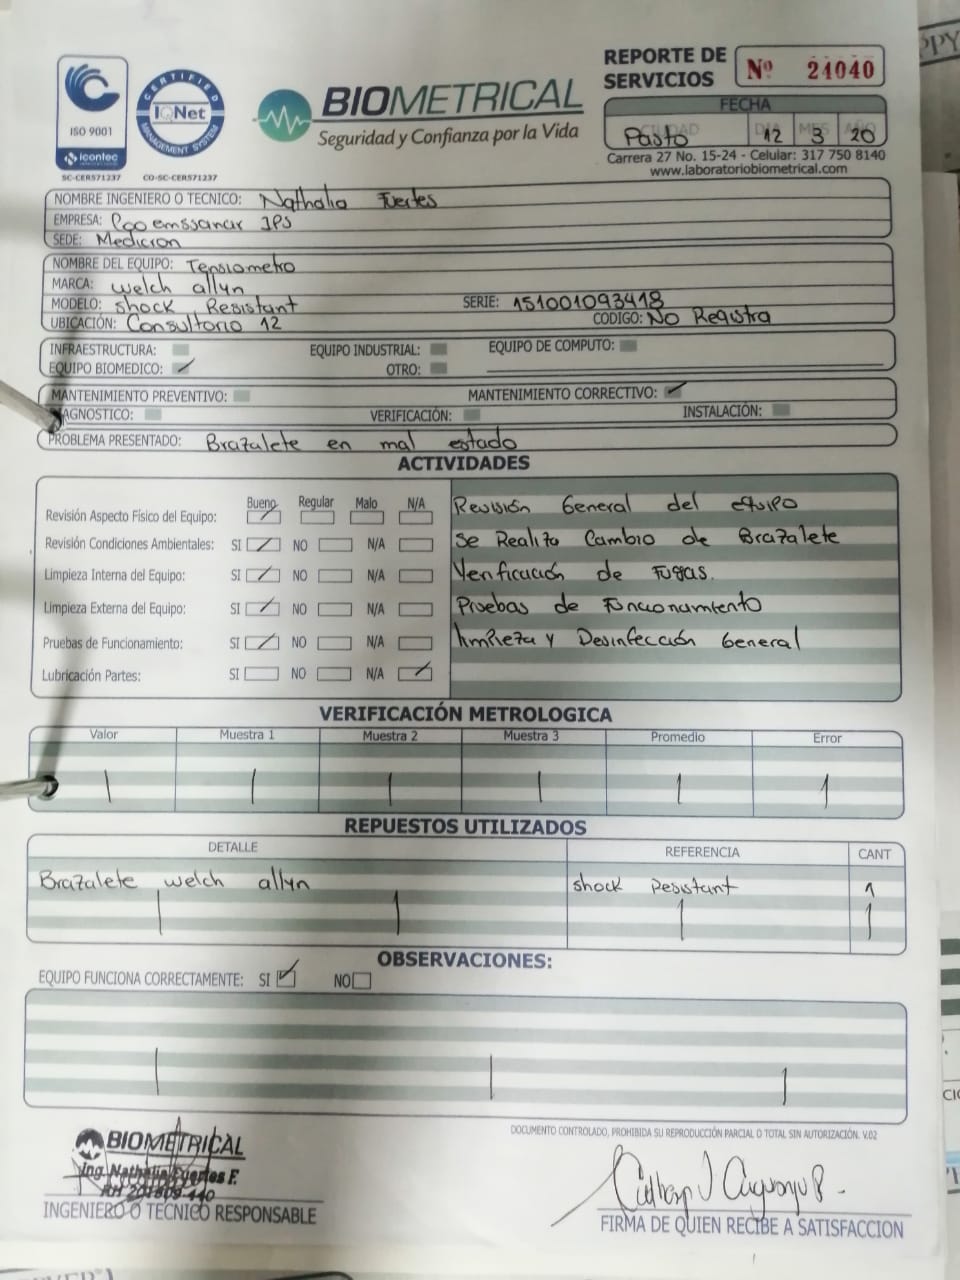 REPORTE DE SERVICIOS Nº 24040
ISO 9001
icontec
SC-CER571237
CERTIFIED IQNet MANAGEMENT SYSTEM
CO-SC-CER571237
BIOMETRICAL
Seguridad y Confianza por la Vida
FECHA
CIUDAD DIA MES AÑO
Pasto 12 3 20
Carrera 27 No. 15-24 - Celular: 317 750 8140
www.laboratoriobiometrical.com
NOMBRE INGENIERO O TECNICO: Nathalia Fuertes
EMPRESA: emssanar IPS
SEDE: Medicron
NOMBRE DEL EQUIPO: Tensiometro
MARCA: welch allyn
MODELO: shock Resistant SERIE: 151001093418
UBICACIÓN: Consultorio 12 CODIGO: No Registra
INFRAESTRUCTURA: EQUIPO INDUSTRIAL: EQUIPO DE COMPUTO:
EQUIPO BIOMEDICO: ✓ OTRO:
MANTENIMIENTO PREVENTIVO: MANTENIMIENTO CORRECTIVO: ✓
DIAGNOSTICO: VERIFICACIÓN: INSTALACIÓN:
PROBLEMA PRESENTADO: Brazalete en mal estado
ACTIVIDADES
Bueno Regular Malo N/A
Revisión Aspecto Físico del Equipo:
Revisión Condiciones Ambientales: SI NO N/A
Limpieza Interna del Equipo: SI NO N/A
Limpieza Externa del Equipo: SI NO N/A
Pruebas de Funcionamiento: SI NO N/A
Lubricación Partes: SI NO N/A
Revisión General del equipo
Se Realiza Cambio de Brazalete
Verificación de Fugas.
Pruebas de Funcionamiento
limpieza y Desinfección General
VERIFICACIÓN METROLOGICA
Valor Muestra 1 Muestra 2 Muestra 3 Promedio Error
REPUESTOS UTILIZADOS
DETALLE REFERENCIA CANT
Brazalete welch allyn shock Resistant 1
OBSERVACIONES:
EQUIPO FUNCIONA CORRECTAMENTE: SI ✓ NO
DOCUMENTO CONTROLADO, PROHIBIDA SU REPRODUCCIÓN PARCIAL O TOTAL SIN AUTORIZACIÓN. V.02
BIOMETRICAL
Ing. Nathalia Fuertes F.
RH 201809-440
INGENIERO O TECNICO RESPONSABLE
FIRMA DE QUIEN RECIBE A SATISFACCION